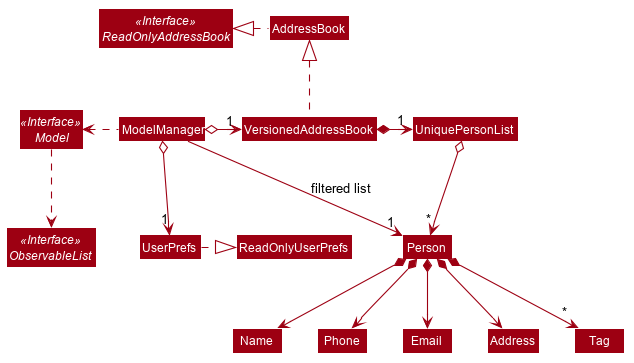 «Interface»
ReadOnlyAddressBook
AddressBook
«Interface»
Model
ModelManager
1
VersionedAddressBook
1
UniquePersonList
filtered list
«Interface»
ObservableList
1
UserPrefs
ReadOnlyUserPrefs
1
*
Person
*
Name
Phone
Email
Address
Tag